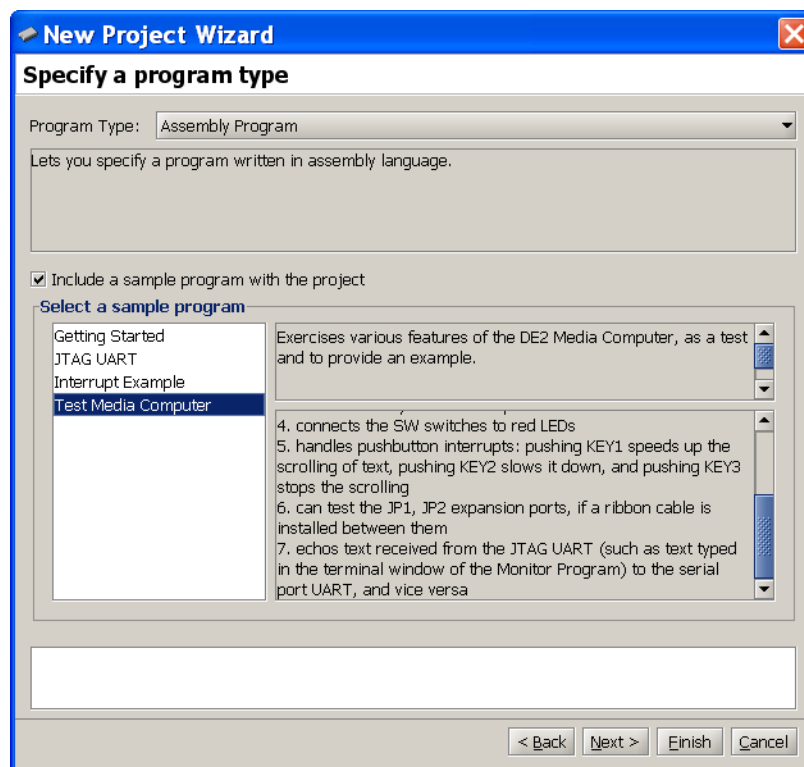 New Project Wizard
Specify a program type
Program Type: Assembly Program
Lets you specify a program written in assembly language.
Include a sample program with the project
Select a sample program
Getting Started
JTAG UART
Interrupt Example
Test Media Computer
Exercises various features of the DE2 Media Computer, as a test
and to provide an example.
4. connects the SW switches to red LEDs
5. handles pushbutton interrupts: pushing KEY1 speeds up the
scrolling of text, pushing KEY2 slows it down, and pushing KEY3
stops the scrolling
6. can test the JP1, JP2 expansion ports, if a ribbon cable is
installed between them
7. echos text received from the JTAG UART (such as text typed
in the terminal window of the Monitor Program) to the serial
port UART, and vice versa
< Back Next > Finish Cancel